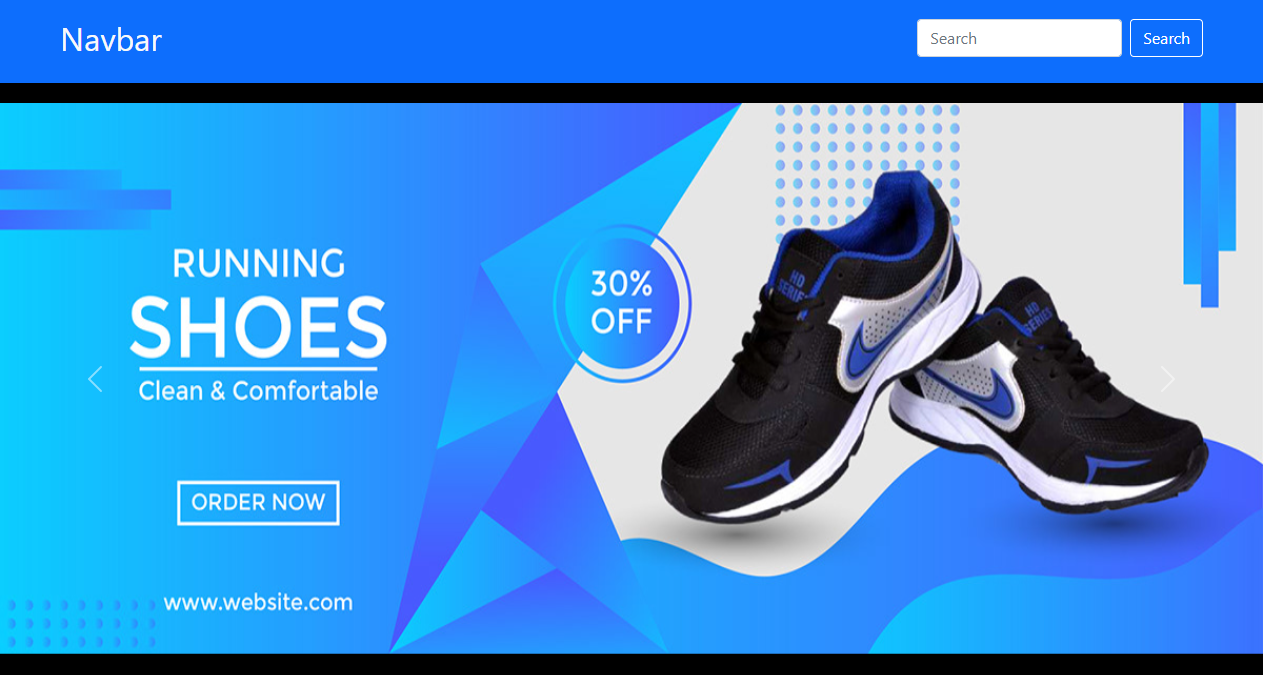 Navbar
Search
Search
RUNNING
SHOES
Clean & Comfortable
ORDER NOW
www.website.com
30%
OFF
HD
SERIES
HD
SERIES